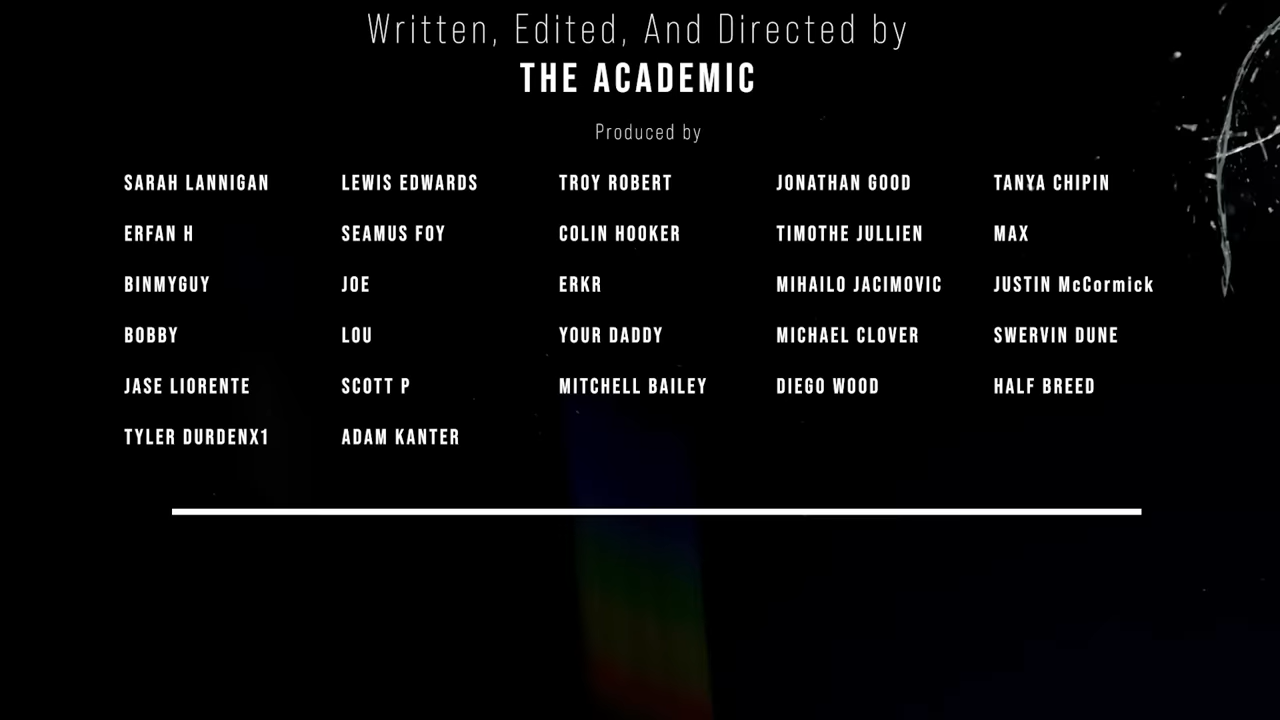 Written, Edited, And Directed by
THE ACADEMIC
Produced by
SARAH LANNIGAN LEWIS EDWARDS TROY ROBERT JONATHAN GOOD TANYA CHIPIN
ERFAN H SEAMUS FOY COLIN HOOKER TIMOTHE JULLIEN MAX
BINMYGUY JOE ERKR MIHAILO JACIMOVIC JUSTIN McCormick
BOBBY LOU YOUR DADDY MICHAEL CLOVER SWERVIN DUNE
JASE LIORENTE SCOTT P MITCHELL BAILEY DIEGO WOOD HALF BREED
TYLER DURDENX1 ADAM KANTER